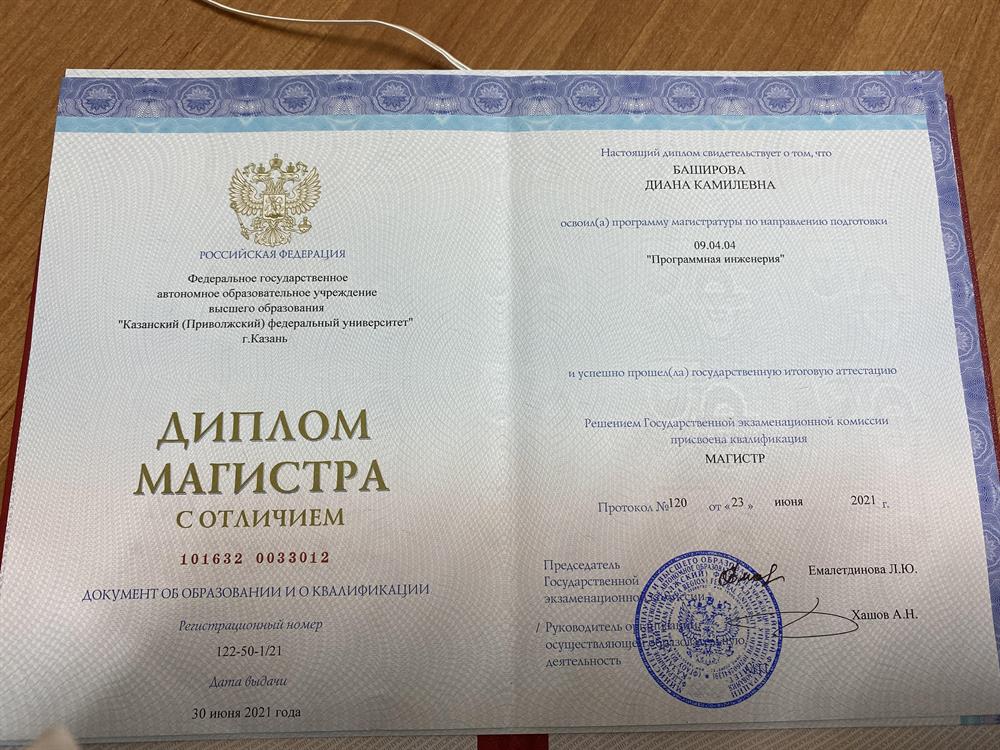 РОССИЙСКАЯ ФЕДЕРАЦИЯ
Федеральное государственное
автономное образовательное учреждение
высшего образования
"Казанский (Приволжский) федеральный университет"
г.Казань
ДИПЛОМ
МАГИСТРА
С ОТЛИЧИЕМ
101632 0033012
ДОКУМЕНТ ОБ ОБРАЗОВАНИИ И О КВАЛИФИКАЦИИ
Регистрационный номер
122-50-1/21
Дата выдачи
30 июня 2021 года
Настоящий диплом свидетельствует о том, что
БАШИРОВА
ДИАНА КАМИЛЕВНА
освоил(а) программу магистратуры по направлению подготовки
09.04.04
"Программная инженерия"
и успешно прошел(ла) государственную итоговую аттестацию
Решением Государственной экзаменационной комиссии
присвоена квалификация
МАГИСТР
Протокол №120 от «23» июня 2021 г.
Председатель
Государственной
экзаменационной комиссии
Емалетдинова Л.Ю.
/ Руководитель организации,
осуществляющей образовательную
деятельность
Хашов А.Н.